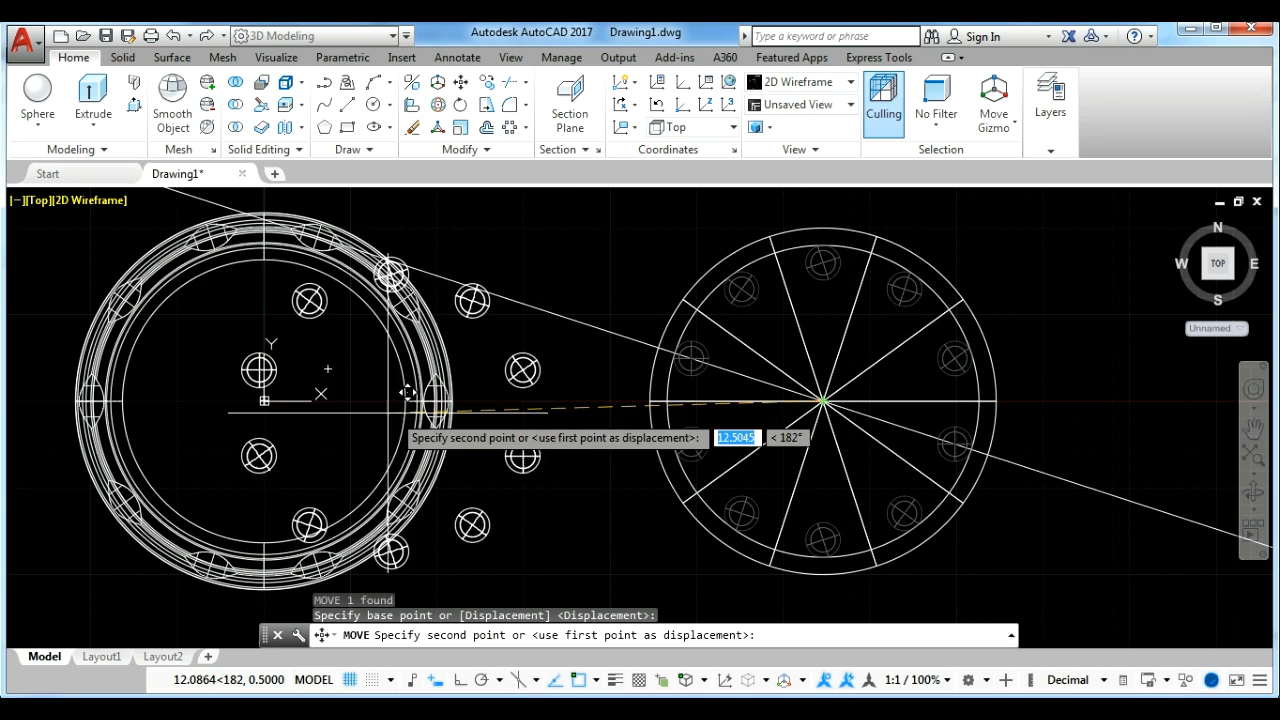 3D Modeling
Autodesk AutoCAD 2017 Drawing1.dwg
Type a keyword or phrase
Sign In
Home Solid Surface Mesh Visualize Parametric Insert Annotate View Manage Output Add-ins A360 Featured Apps Express Tools
Sphere
Extrude
Smooth Object
Section Plane
2D Wireframe
Unsaved View
Top
Culling
No Filter
Move Gizmo
Layers
Modeling Mesh Solid Editing Draw Modify Section Coordinates View Selection
Start
Drawing1*
[−][Top][2D Wireframe]
N
W TOP E
S
Unnamed
Y
X
Specify second point or <use first point as displacement>: 12.5045 < 182°
MOVE 1 found
Specify base point or [Displacement] <Displacement>:
MOVE Specify second point or <use first point as displacement>:
Model Layout1 Layout2
12.0864<182, 0.5000 MODEL 1:1 / 100% Decimal